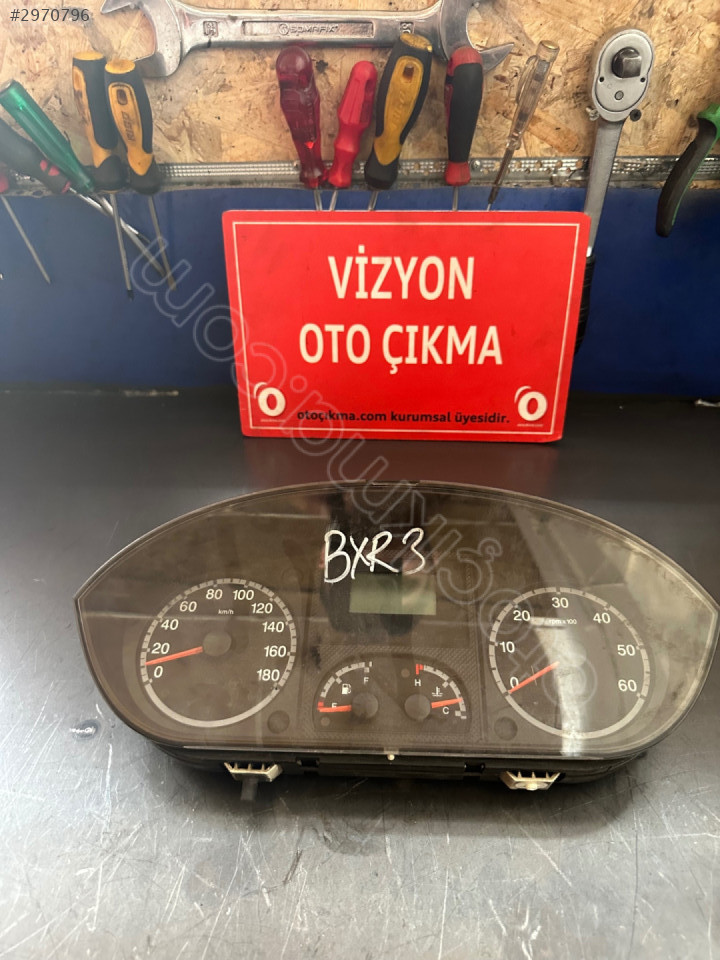 #2970796
VİZYON
OTO ÇIKMA
otoçıkma.com kurumsal üyesidir.
BXR3
0 20 40 60 80 100 120 140 160 180
km/h
F
E
H
C
0 10 20 30 40 50 60
rpm x100